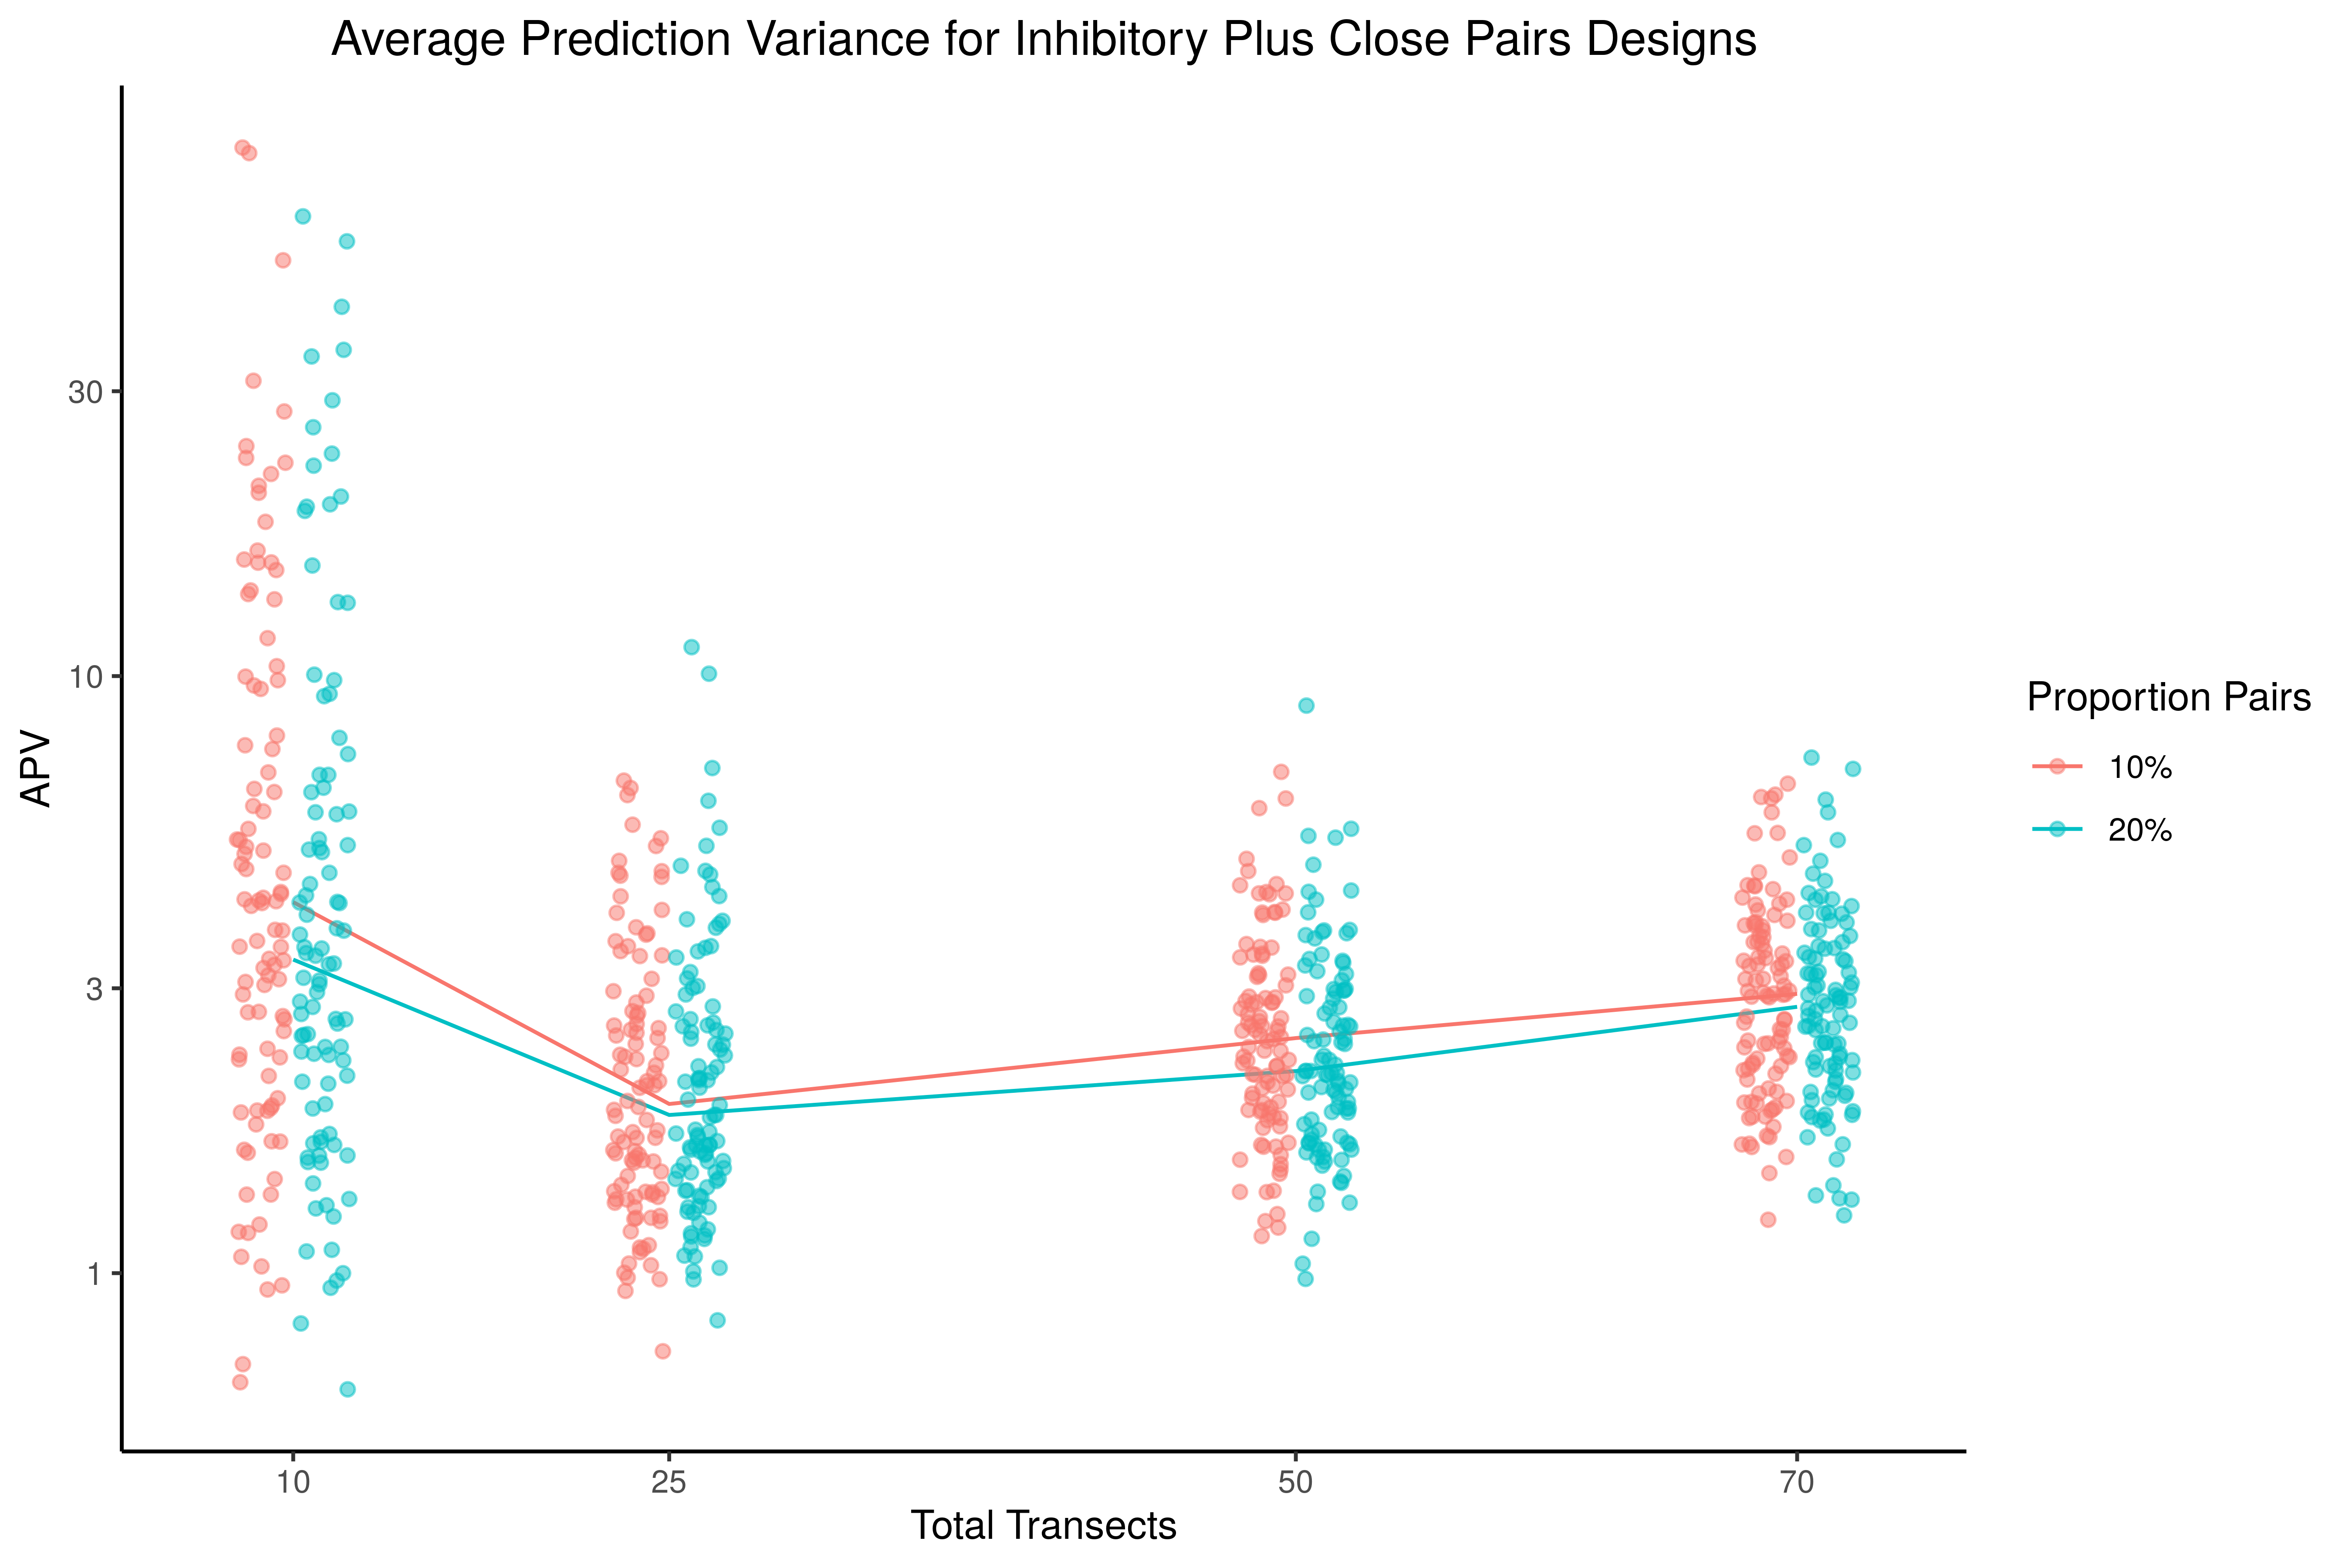 Average Prediction Variance for Inhibitory Plus Close Pairs Designs
APV
30
10
3
1
10 25 50 70
Total Transects
Proportion Pairs
10%
20%